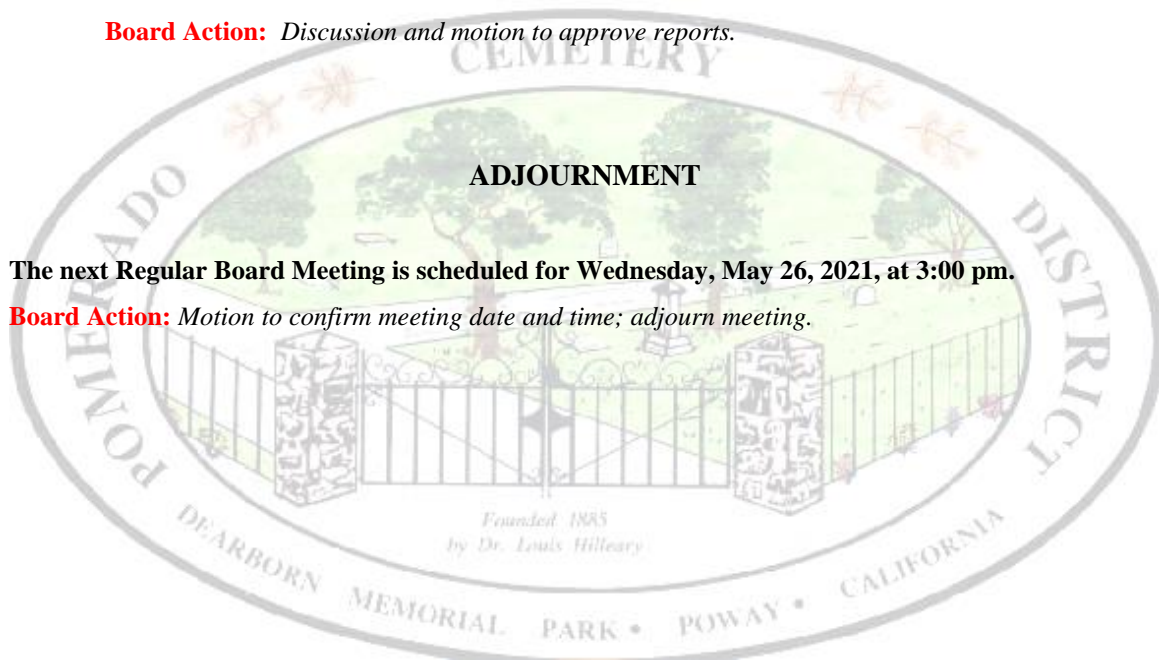 Board Action: Discussion and motion to approve reports.
CEMETERY
ADJOURNMENT
POMERADO
DISTRICT
The next Regular Board Meeting is scheduled for Wednesday, May 26, 2021, at 3:00 pm.
Board Action: Motion to confirm meeting date and time; adjourn meeting.
Founded 1885
by Dr. Louis Hilleary
DEARBORN MEMORIAL PARK • POWAY • CALIFORNIA